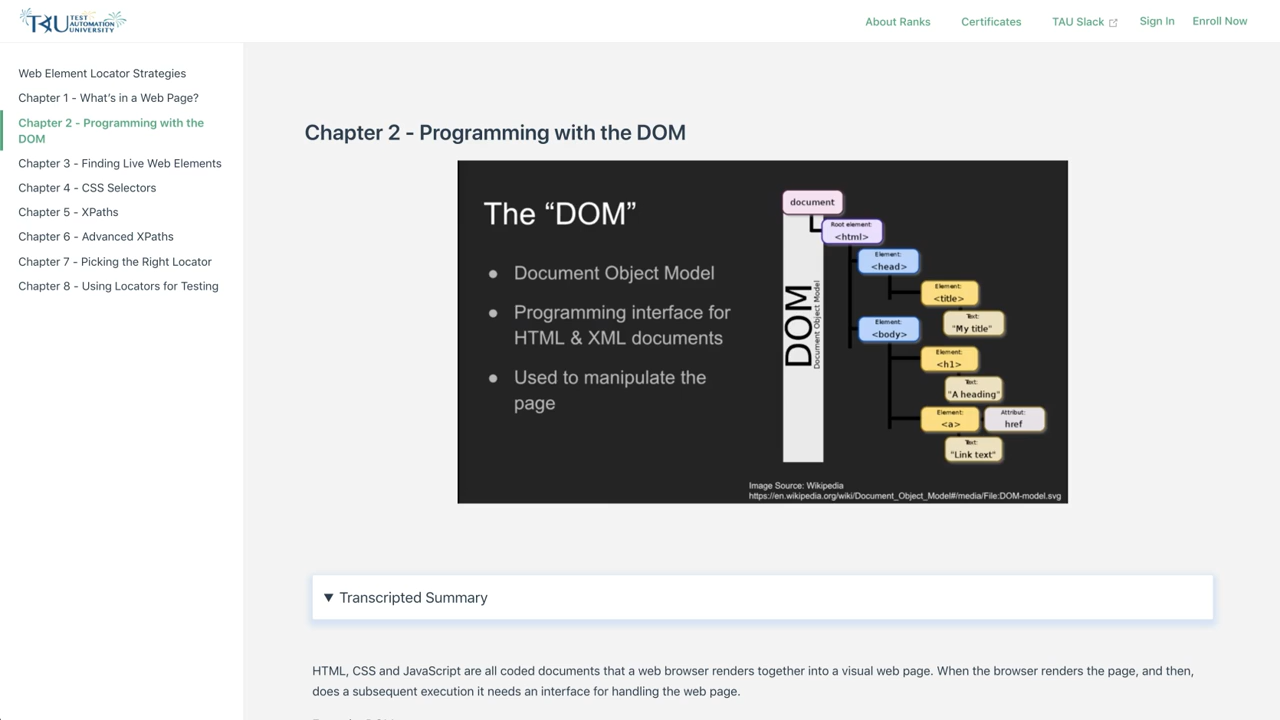 TAU TEST AUTOMATION UNIVERSITY
About Ranks
Certificates
TAU Slack
Sign In
Enroll Now
Web Element Locator Strategies
Chapter 1 - What's in a Web Page?
Chapter 2 - Programming with the
DOM
Chapter 3 - Finding Live Web Elements
Chapter 4 - CSS Selectors
Chapter 5 - XPaths
Chapter 6 - Advanced XPaths
Chapter 7 - Picking the Right Locator
Chapter 8 - Using Locators for Testing
Chapter 2 - Programming with the DOM
The “DOM”
● Document Object Model
● Programming interface for
HTML & XML documents
● Used to manipulate the
page
DOM
Document Object Model
document
Root element:
<html>
Element:
<head>
Element:
<title>
Text:
"My title"
Element:
<body>
Element:
<h1>
Text:
"A heading"
Element:
<a>
Attribut:
href
Text:
"Link text"
Image Source: Wikipedia
https://en.wikipedia.org/wiki/Document_Object_Model#/media/File:DOM-model.svg
▼ Transcripted Summary
HTML, CSS and JavaScript are all coded documents that a web browser renders together into a visual web page. When the browser renders the page, and then,
does a subsequent execution it needs an interface for handling the web page.